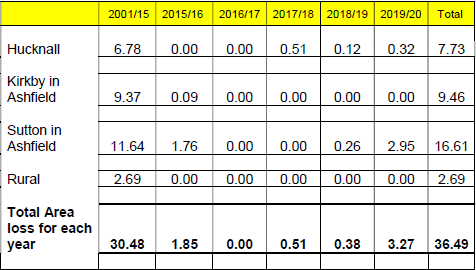 2001/15 2015/16 2016/17 2017/18 2018/19 2019/20 Total
Hucknall 6.78 0.00 0.00 0.51 0.12 0.32 7.73
Kirkby in
Ashfield 9.37 0.09 0.00 0.00 0.00 0.00 9.46
Sutton in
Ashfield 11.64 1.76 0.00 0.00 0.26 2.95 16.61
Rural 2.69 0.00 0.00 0.00 0.00 0.00 2.69
Total Area
loss for each
year 30.48 1.85 0.00 0.51 0.38 3.27 36.49